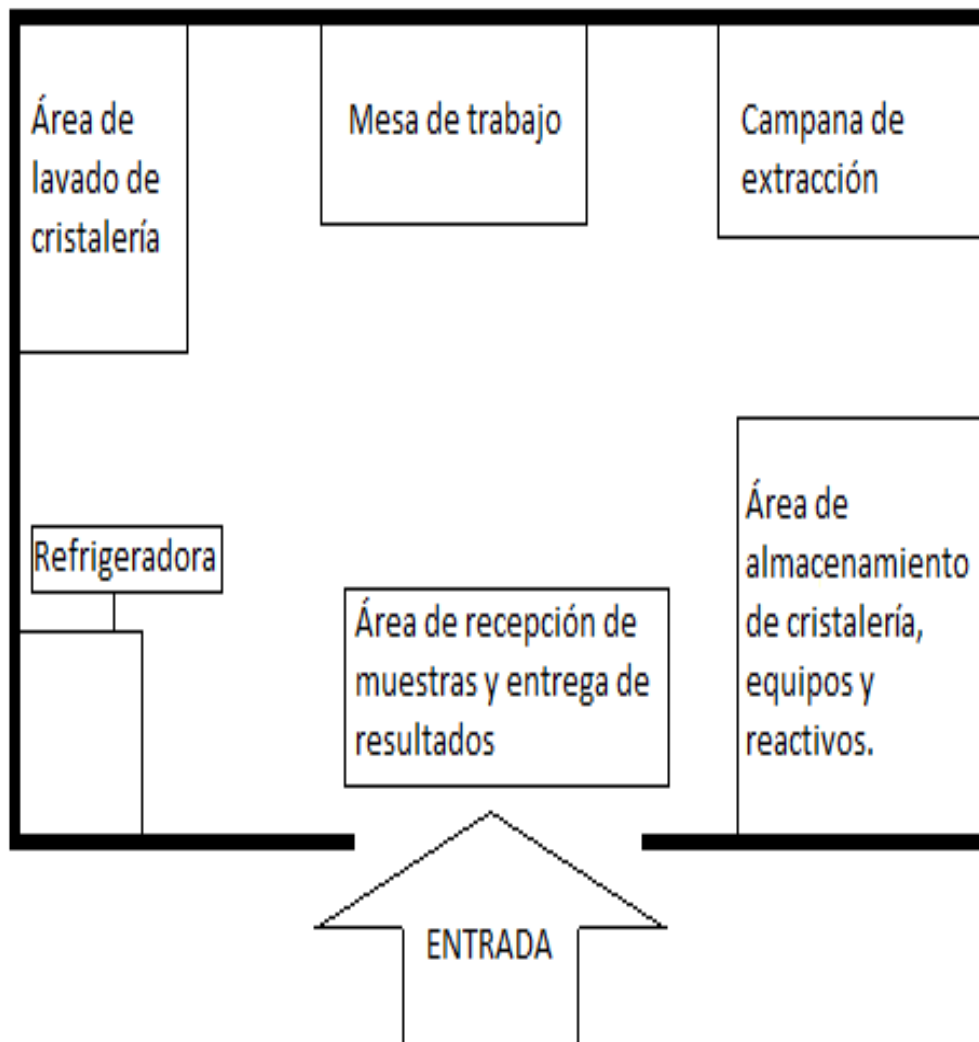 Área de
lavado de
cristalería
Mesa de trabajo
Campana de
extracción
Refrigeradora
Área de recepción de
muestras y entrega de
resultados
Área de
almacenamiento
de cristalería,
equipos y
reactivos.
ENTRADA